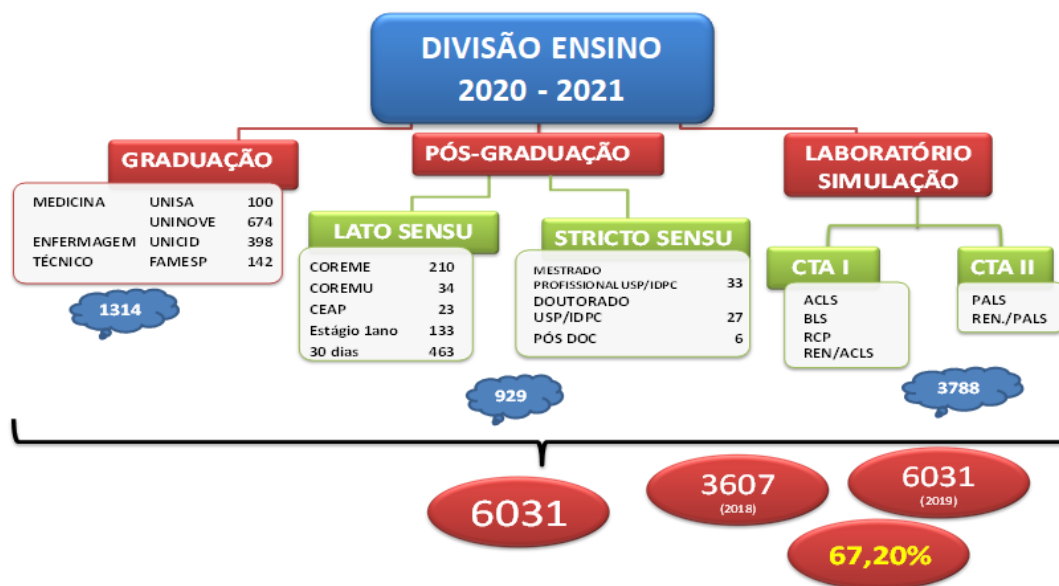 DIVISÃO ENSINO
2020 - 2021
GRADUAÇÃO
MEDICINA UNISA 100
UNINOVE 674
ENFERMAGEM UNICID 398
TÉCNICO FAMESP 142
1314
PÓS-GRADUAÇÃO
LATO SENSU
COREME 210
COREMU 34
CEAP 23
Estágio 1ano 133
30 dias 463
STRICTO SENSU
MESTRADO
PROFISSIONAL USP/IDPC 33
DOUTORADO
USP/IDPC 27
PÓS DOC 6
929
LABORATÓRIO
SIMULAÇÃO
CTA I
ACLS
BLS
RCP
REN/ACLS
CTA II
PALS
REN./PALS
3788
6031
3607
(2018)
6031
(2019)
67,20%